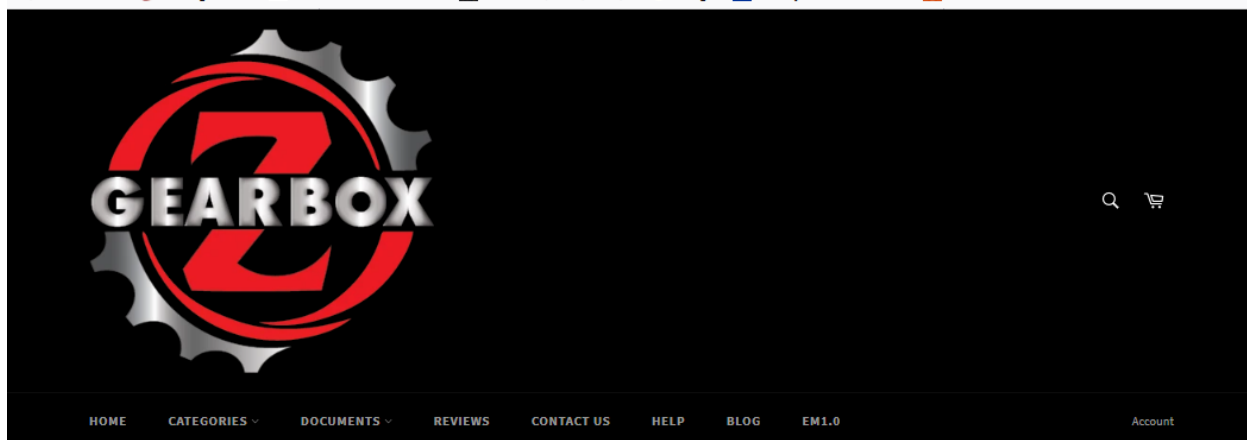 Z
GEARBOX
HOME CATEGORIES DOCUMENTS REVIEWS CONTACT US HELP BLOG EM1.0 Account